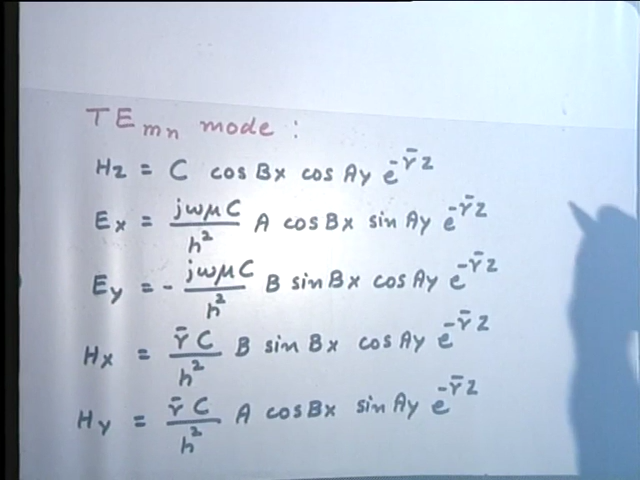 TEmn mode :
Hz = C cos Bx cos Ay e^-γ̄z
Ex = jωμC/h² A cos Bx sin Ay e^-γ̄z
Ey = - jωμC/h² B sin Bx cos Ay e^-γ̄z
Hx = γ̄C/h² B sin Bx cos Ay e^-γ̄z
Hy = γ̄C/h² A cos Bx sin Ay e^-γ̄z